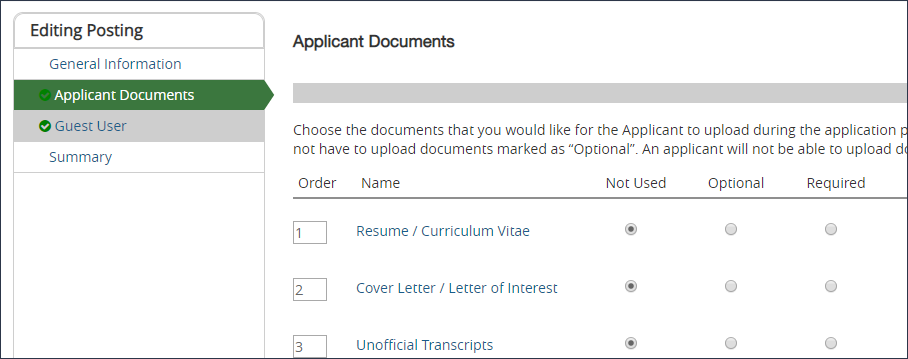 Editing Posting
General Information
Applicant Documents
Guest User
Summary
Applicant Documents
Choose the documents that you would like for the Applicant to upload during the application
not have to upload documents marked as “Optional”. An applicant will not be able to upload
Order Name Not Used Optional Required
1 Resume / Curriculum Vitae
2 Cover Letter / Letter of Interest
3 Unofficial Transcripts